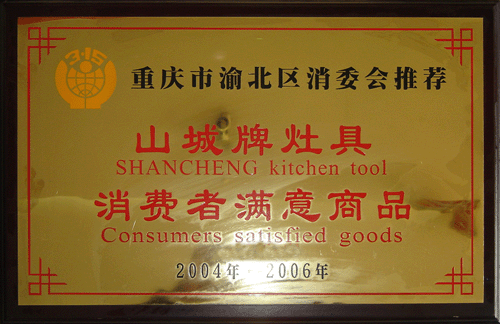 3·15
重庆市渝北区消委会推荐
山城牌灶具
SHANCHENG kitchen tool
消费者满意商品
Consumers satisfied goods
2004年 2006年